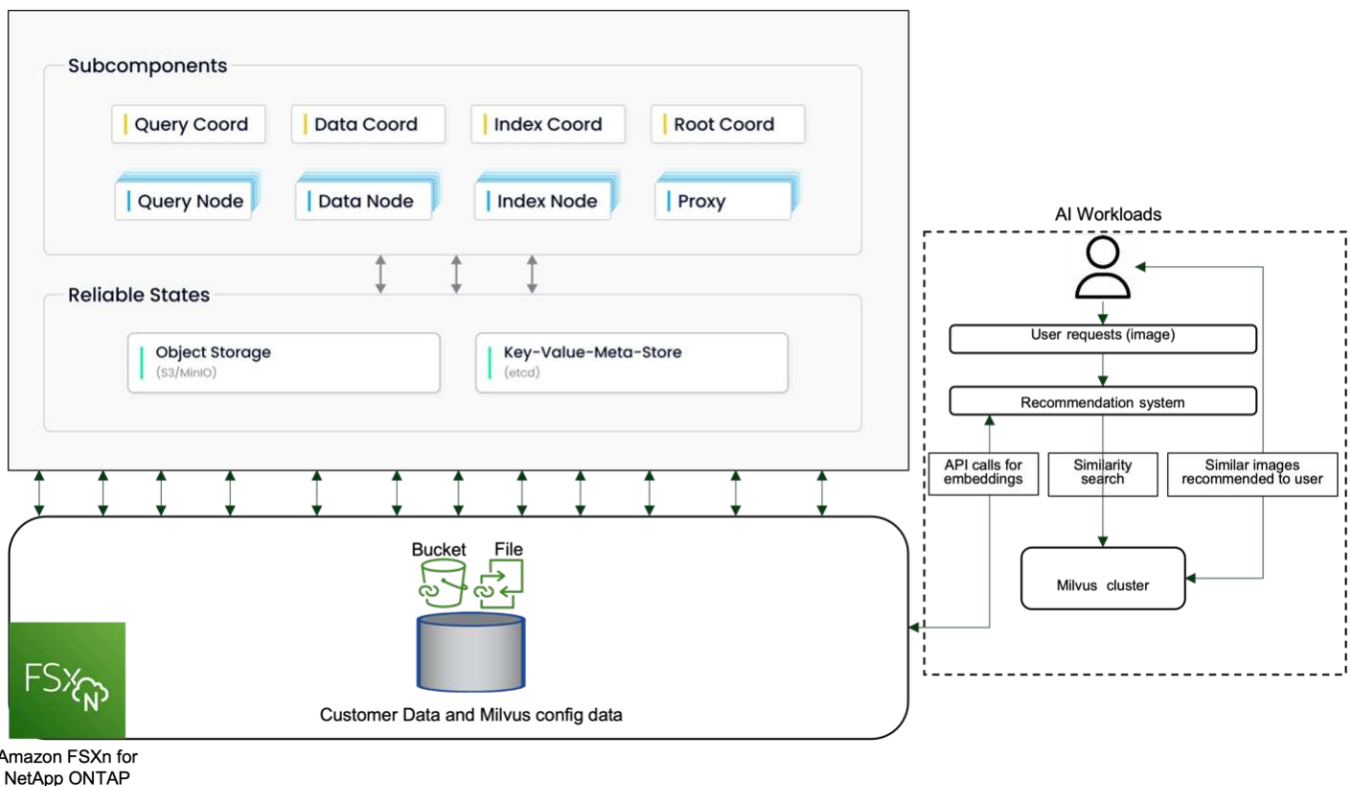 Subcomponents
Query Coord
Data Coord
Index Coord
Root Coord
Query Node
Data Node
Index Node
Proxy
Reliable States
Object Storage
(S3/MinIO)
Key-Value-Meta-Store
(etcd)
Bucket
File
Customer Data and Milvus config data
FSx
N
Amazon FSXn for
NetApp ONTAP
AI Workloads
User requests (image)
Recommendation system
API calls for
embeddings
Similarity
search
Similar images
recommended to user
Milvus cluster